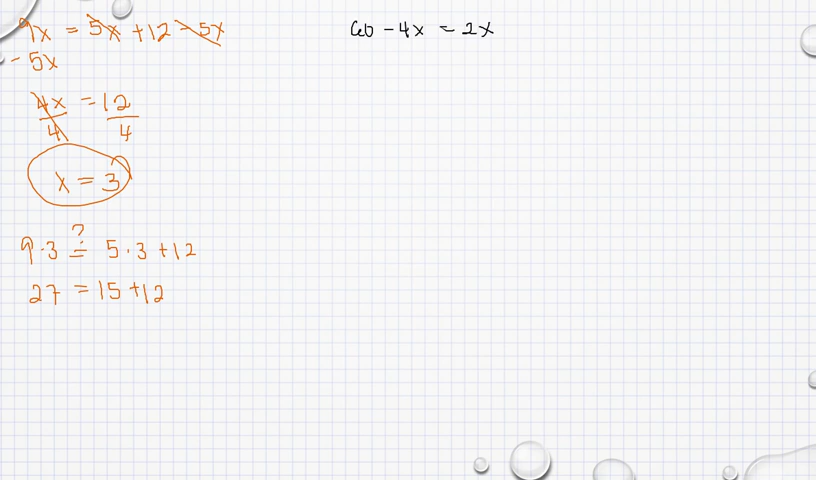 9x = 5x + 12 - 5x
- 5x
4x = 12
4 4
x = 3
?
9·3 = 5·3 + 12
27 = 15 + 12
60 - 4x = 2x